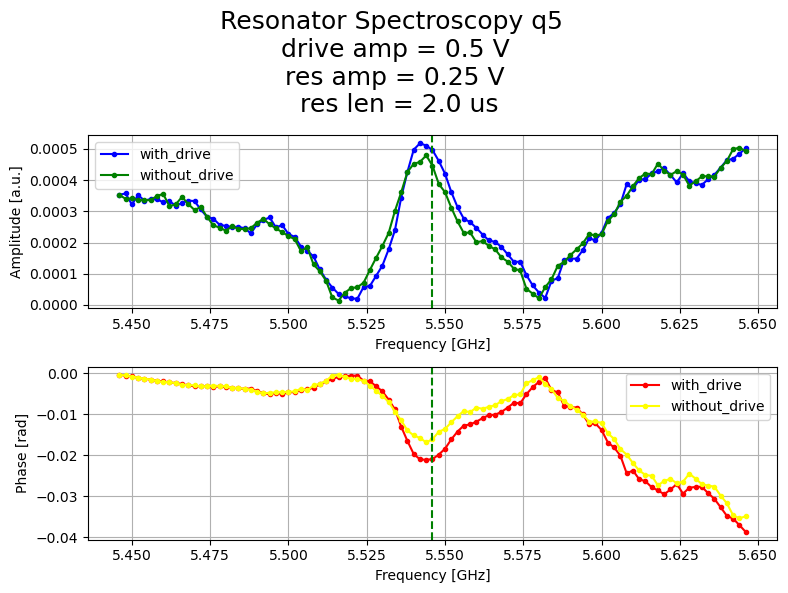 Resonator Spectroscopy q5
drive amp = 0.5 V
res amp = 0.25 V
res len = 2.0 us
Amplitude [a.u.]
0.0005
0.0004
0.0003
0.0002
0.0001
0.0000
with_drive
without_drive
5.450 5.475 5.500 5.525 5.550 5.575 5.600 5.625 5.650
Frequency [GHz]
Phase [rad]
0.00
−0.01
−0.02
−0.03
−0.04
with_drive
without_drive
5.450 5.475 5.500 5.525 5.550 5.575 5.600 5.625 5.650
Frequency [GHz]